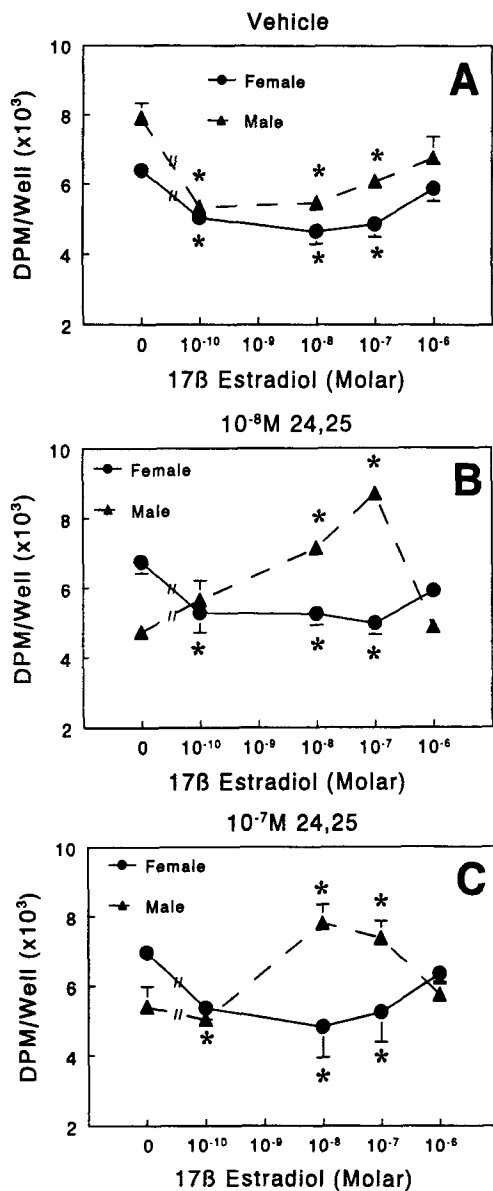 Vehicle
A
DPM/Well (x10³)
10
8
6
4
2
Female
Male
*
*
*
*
*
*
0 10⁻¹⁰ 10⁻⁹ 10⁻⁸ 10⁻⁷ 10⁻⁶
17ß Estradiol (Molar)
10⁻⁸M 24,25
B
DPM/Well (x10³)
10
8
6
4
2
Female
Male
*
*
*
*
*
0 10⁻¹⁰ 10⁻⁹ 10⁻⁸ 10⁻⁷ 10⁻⁶
17ß Estradiol (Molar)
10⁻⁷M 24,25
C
DPM/Well (x10³)
10
8
6
4
2
Female
Male
*
*
*
*
*
0 10⁻¹⁰ 10⁻⁹ 10⁻⁸ 10⁻⁷ 10⁻⁶
17ß Estradiol (Molar)